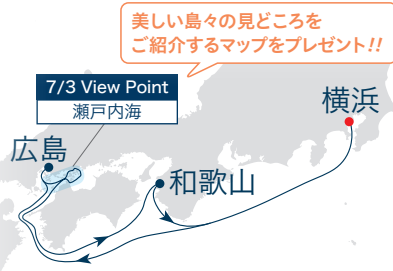 美しい島々の見どころを
ご紹介するマップをプレゼント!!
7/3 View Point
瀬戸内海
横浜
広島
和歌山